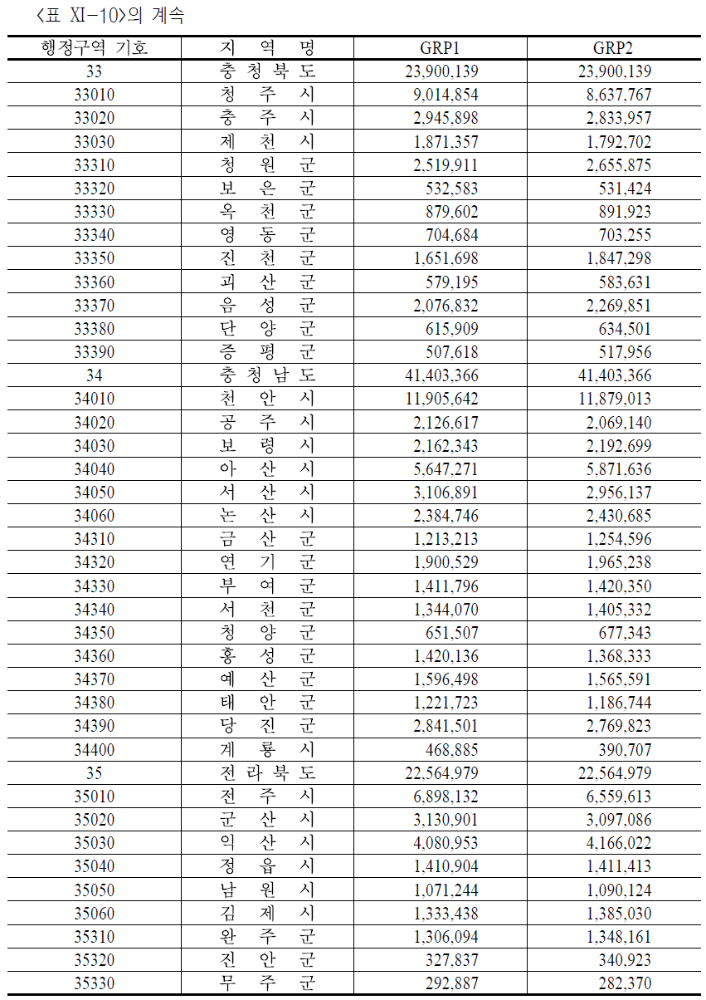 <표 XI-10>의 계속
행정구역 기호 지 역 명 GRP1 GRP2
33 충 청 북 도 23,900,139 23,900,139
33010 청 주 시 9,014,854 8,637,767
33020 충 주 시 2,945,898 2,833,957
33030 제 천 시 1,871,357 1,792,702
33310 청 원 군 2,519,911 2,655,875
33320 보 은 군 532,583 531,424
33330 옥 천 군 879,602 891,923
33340 영 동 군 704,684 703,255
33350 진 천 군 1,651,698 1,847,298
33360 괴 산 군 579,195 583,631
33370 음 성 군 2,076,832 2,269,851
33380 단 양 군 615,909 634,501
33390 증 평 군 507,618 517,956
34 충 청 남 도 41,403,366 41,403,366
34010 천 안 시 11,905,642 11,879,013
34020 공 주 시 2,126,617 2,069,140
34030 보 령 시 2,162,343 2,192,699
34040 아 산 시 5,647,271 5,871,636
34050 서 산 시 3,106,891 2,956,137
34060 논 산 시 2,384,746 2,430,685
34310 금 산 군 1,213,213 1,254,596
34320 연 기 군 1,900,529 1,965,238
34330 부 여 군 1,411,796 1,420,350
34340 서 천 군 1,344,070 1,405,332
34350 청 양 군 651,507 677,343
34360 홍 성 군 1,420,136 1,368,333
34370 예 산 군 1,596,498 1,565,591
34380 태 안 군 1,221,723 1,186,744
34390 당 진 군 2,841,501 2,769,823
34400 계 룡 시 468,885 390,707
35 전 라 북 도 22,564,979 22,564,979
35010 전 주 시 6,898,132 6,559,613
35020 군 산 시 3,130,901 3,097,086
35030 익 산 시 4,080,953 4,166,022
35040 정 읍 시 1,410,904 1,411,413
35050 남 원 시 1,071,244 1,090,124
35060 김 제 시 1,333,438 1,385,030
35310 완 주 군 1,306,094 1,348,161
35320 진 안 군 327,837 340,923
35330 무 주 군 292,887 282,370